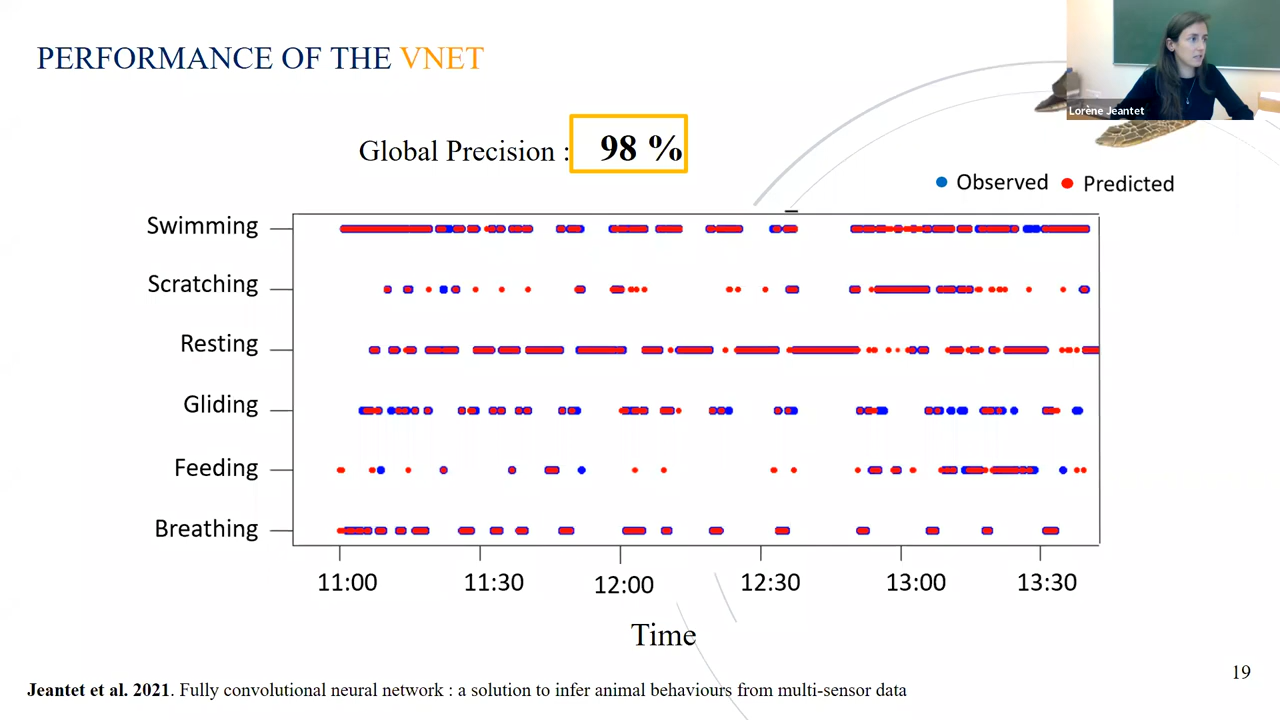 PERFORMANCE OF THE VNET
Lorène Jeantet
Global Precision : 98 %
Observed Predicted
Swimming
Scratching
Resting
Gliding
Feeding
Breathing
11:00 11:30 12:00 12:30 13:00 13:30
Time
19
Jeantet et al. 2021. Fully convolutional neural network : a solution to infer animal behaviours from multi-sensor data